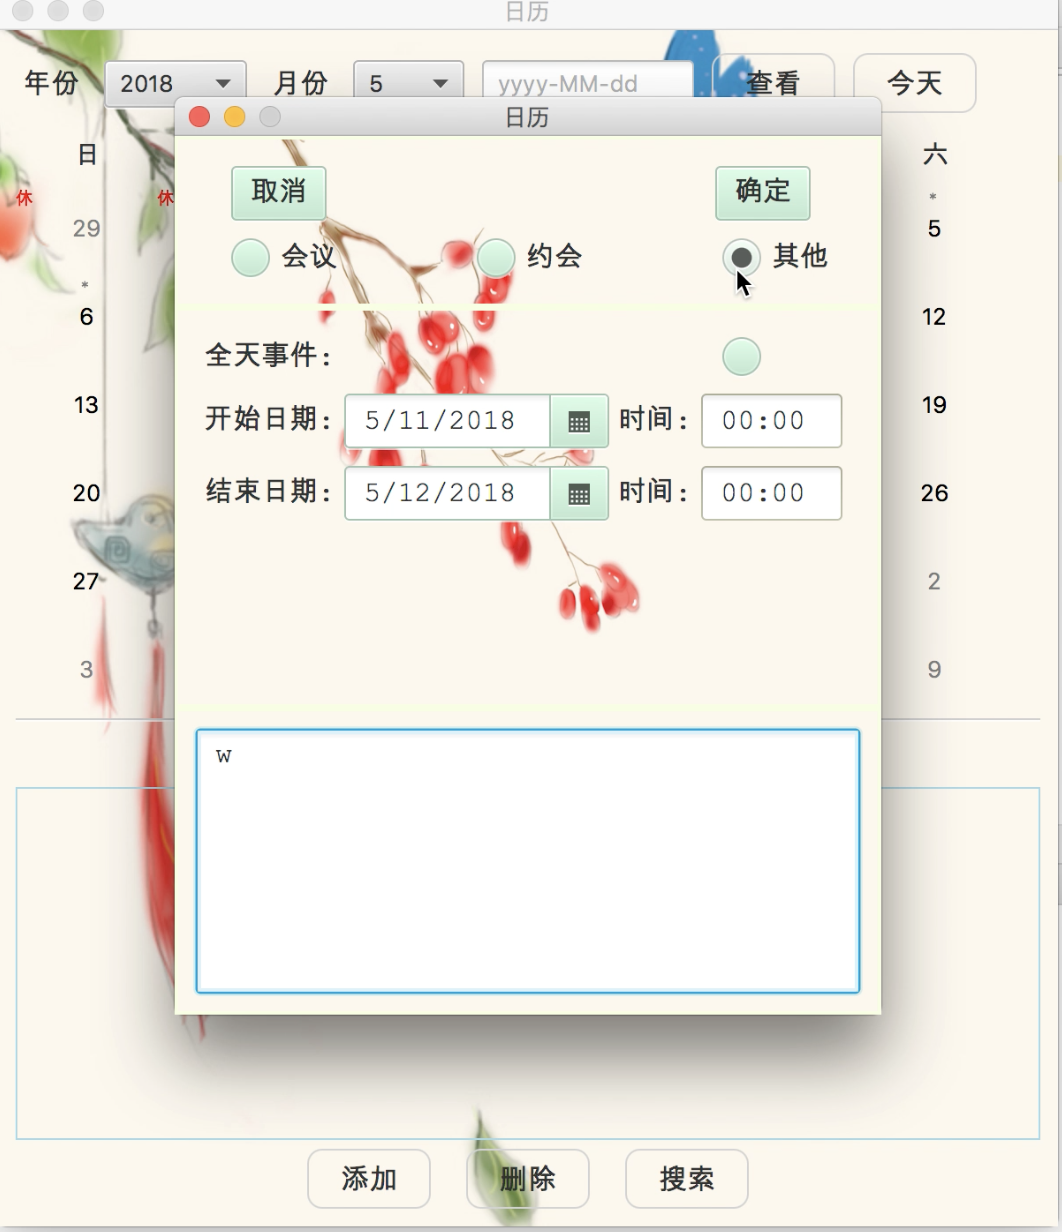 日历
年份 2018 月份 5 yyyy-MM-dd 查看 今天
日历
日 六
取消 确定
休 休 *
29 5
会议 约会 其他
*
6 12
全天事件:
13 19
开始日期: 5/11/2018 时间: 00:00
20 26
结束日期: 5/12/2018 时间: 00:00
27 2
3 9
w
添加 删除 搜索